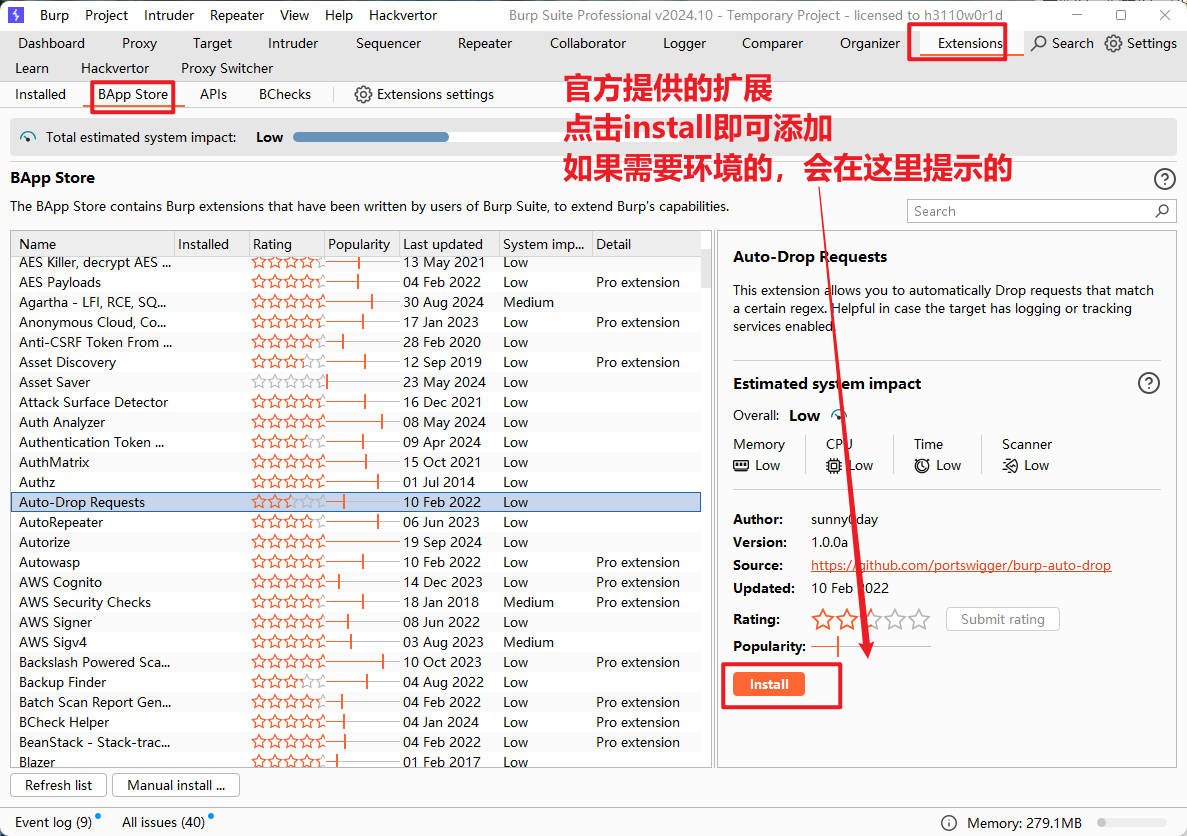 Burp Project Intruder Repeater View Help Hackvertor Burp Suite Professional v2024.10 - Temporary Project - licensed to h3110w0r1d
Dashboard Proxy Target Intruder Sequencer Repeater Collaborator Logger Comparer Organizer Extensions Search Settings
Learn Hackvertor Proxy Switcher
Installed BApp Store APIs BChecks Extensions settings
官方提供的扩展
点击install即可添加
如果需要环境的，会在这里提示的
Total estimated system impact: Low
BApp Store
The BApp Store contains Burp extensions that have been written by users of Burp Suite, to extend Burp's capabilities.
Search
Name Installed Rating Popularity Last updated System imp... Detail
AES Killer, decrypt AES ... 13 May 2021 Low
AES Payloads 04 Feb 2022 Low Pro extension
Agartha - LFI, RCE, SQ... 30 Aug 2024 Medium
Anonymous Cloud, Co... 17 Jan 2023 Low Pro extension
Anti-CSRF Token From ... 28 Feb 2020 Low
Asset Discovery 12 Sep 2019 Low Pro extension
Asset Saver 23 May 2024 Low
Attack Surface Detector 16 Dec 2021 Low
Auth Analyzer 08 May 2024 Low
Authentication Token ... 09 Apr 2024 Low
AuthMatrix 15 Oct 2021 Low
Authz 01 Jul 2014 Low
Auto-Drop Requests 10 Feb 2022 Low
AutoRepeater 06 Jun 2023 Low
Autorize 19 Sep 2024 Low
Autowasp 10 Feb 2022 Low Pro extension
AWS Cognito 14 Dec 2023 Low Pro extension
AWS Security Checks 18 Jan 2018 Medium Pro extension
AWS Signer 08 Jun 2022 Low
AWS Sigv4 03 Aug 2023 Medium
Backslash Powered Sca... 10 Oct 2023 Low Pro extension
Backup Finder 04 Aug 2022 Low
Batch Scan Report Gen... 04 Feb 2022 Low Pro extension
BCheck Helper 04 Jan 2024 Low Pro extension
BeanStack - Stack-trac... 04 Feb 2022 Low Pro extension
Blazer 01 Feb 2017 Low
Auto-Drop Requests
This extension allows you to automatically Drop requests that match
a certain regex. Helpful in case the target has logging or tracking
services enabled.
Estimated system impact
Overall: Low
Memory CPU Time Scanner
Low Low Low Low
Author: sunny0day
Version: 1.0.0a
Source: https://github.com/portswigger/burp-auto-drop
Updated: 10 Feb 2022
Rating: Submit rating
Popularity:
Install
Refresh list Manual install ...
Event log (9) All issues (40) Memory: 279.1MB